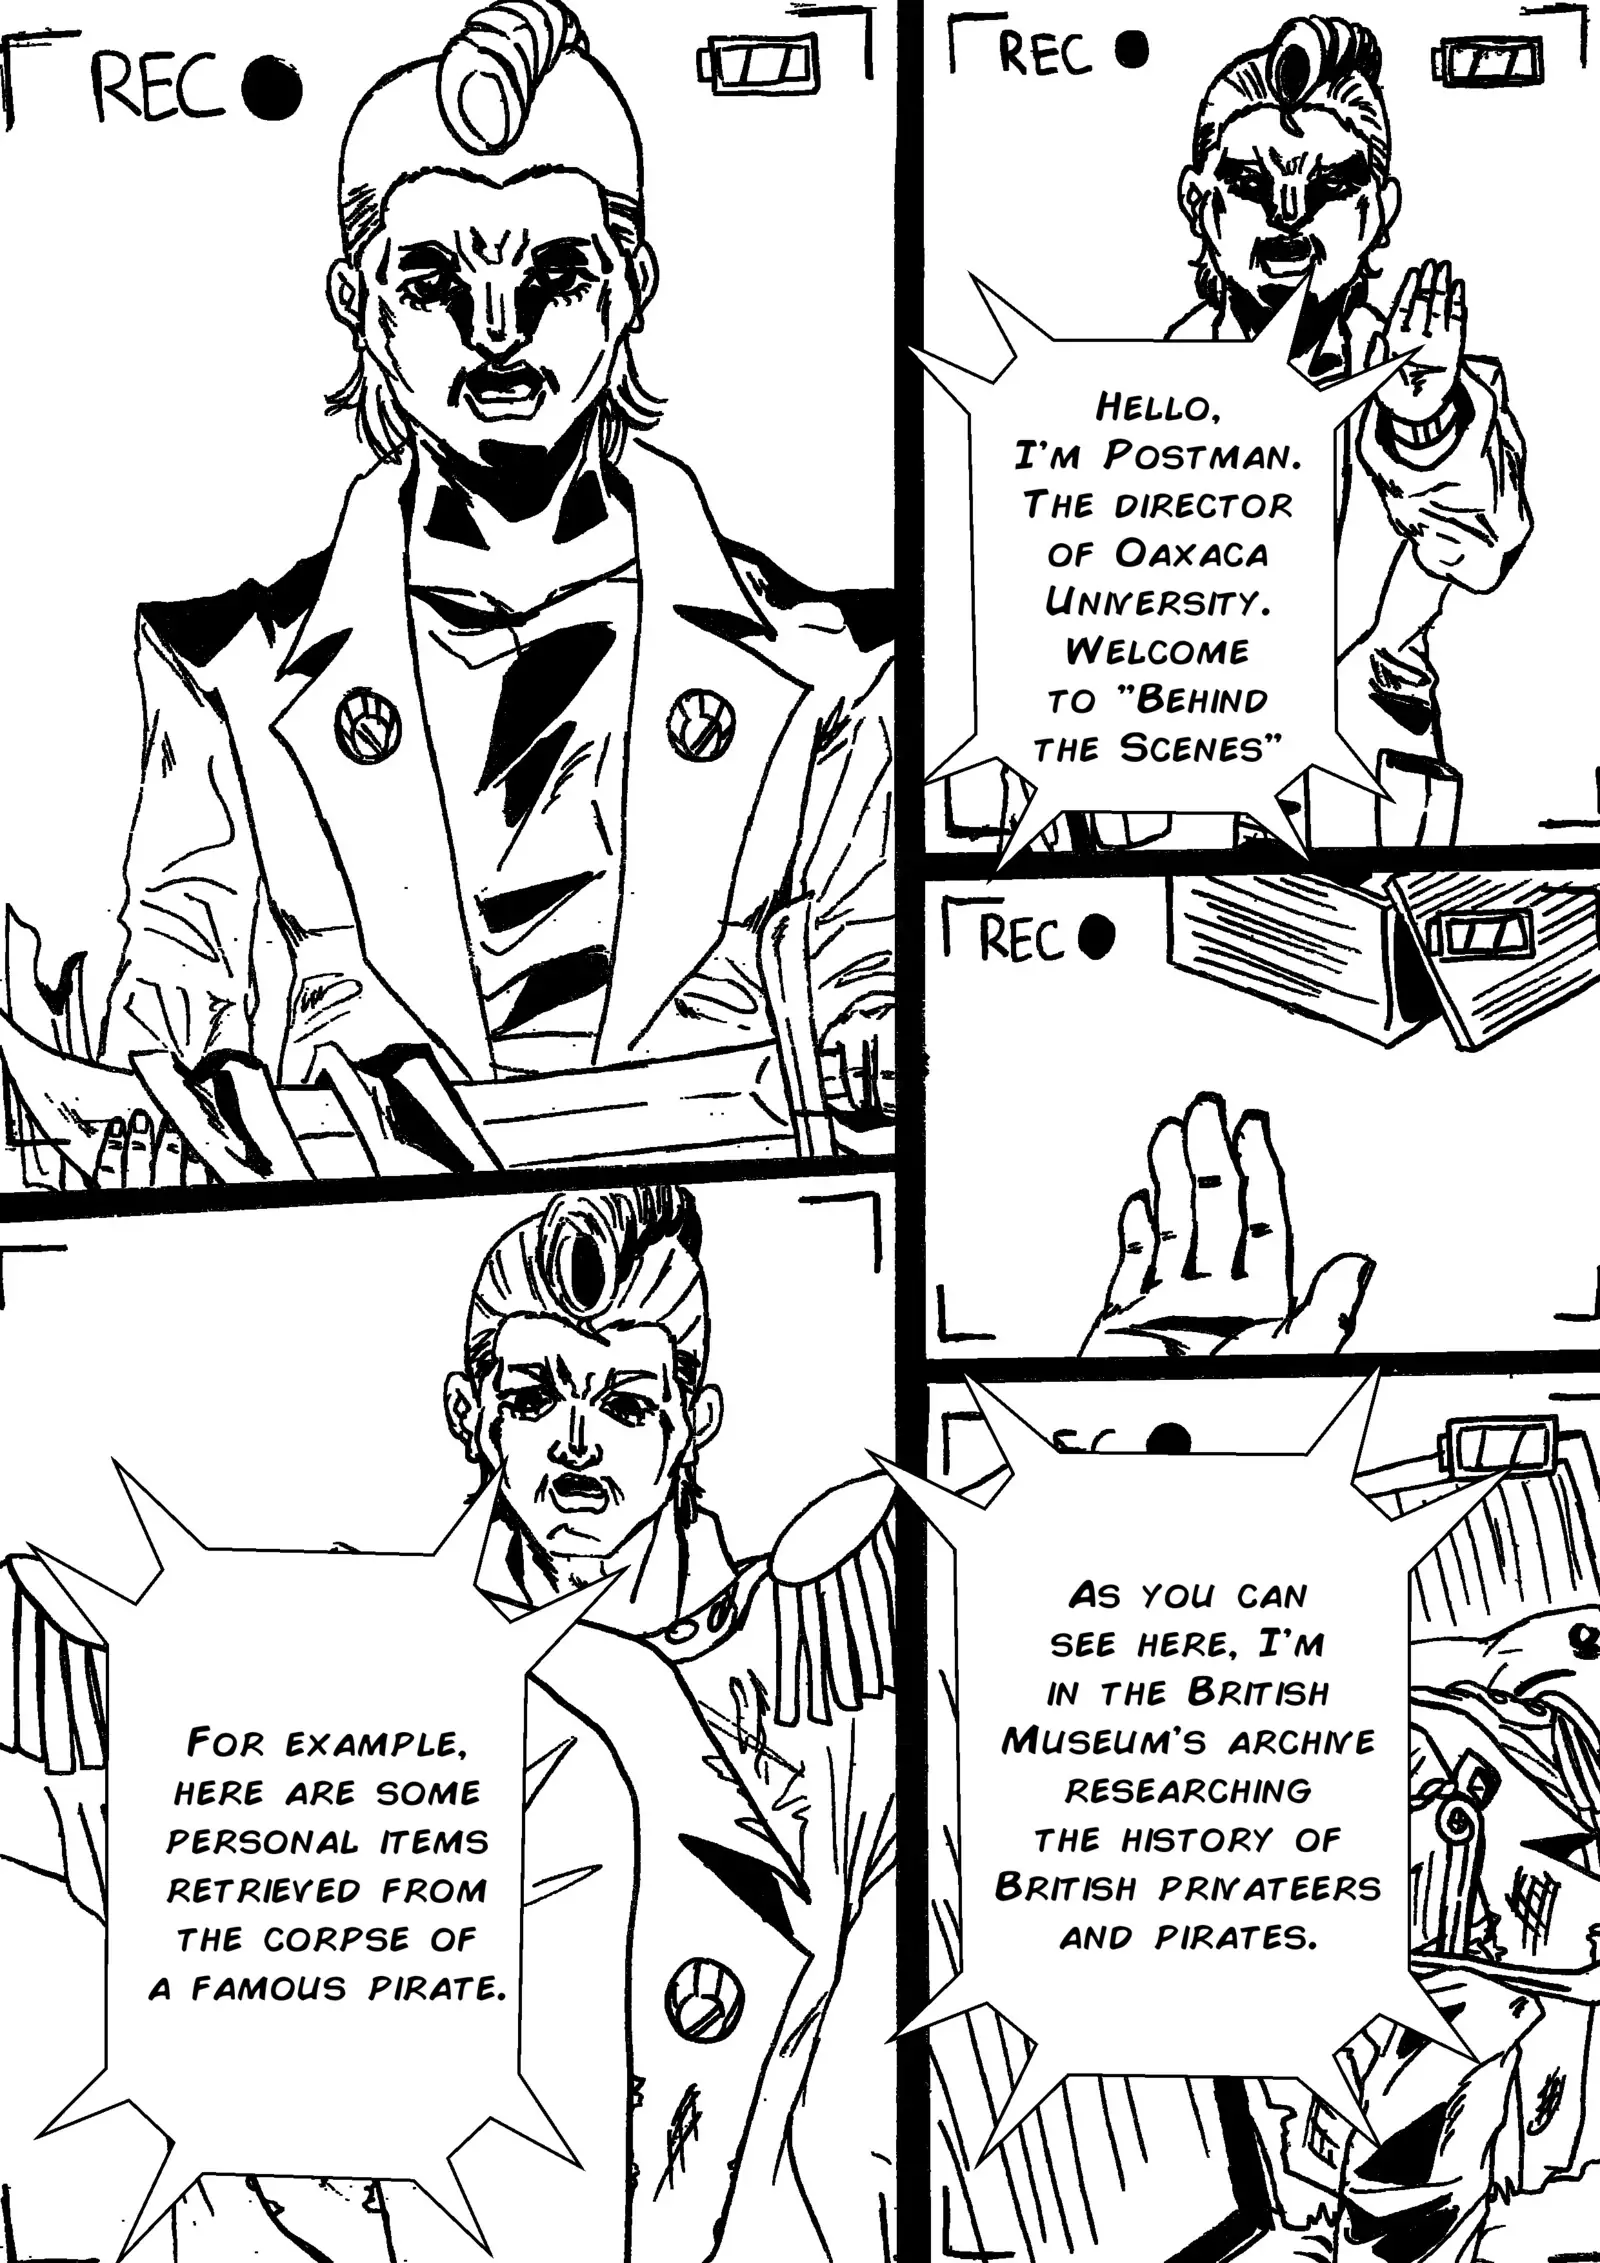 REC
HELLO,
I'M POSTMAN.
THE DIRECTOR
OF OAXACA
UNIVERSITY.
WELCOME
TO "BEHIND
THE SCENES"
REC
REC
EC
AS YOU CAN
SEE HERE, I'M
IN THE BRITISH
MUSEUM'S ARCHIVE
RESEARCHING
THE HISTORY OF
BRITISH PRIVATEERS
AND PIRATES.
REC
FOR EXAMPLE,
HERE ARE SOME
PERSONAL ITEMS
RETRIEVED FROM
THE CORPSE OF
A FAMOUS PIRATE.